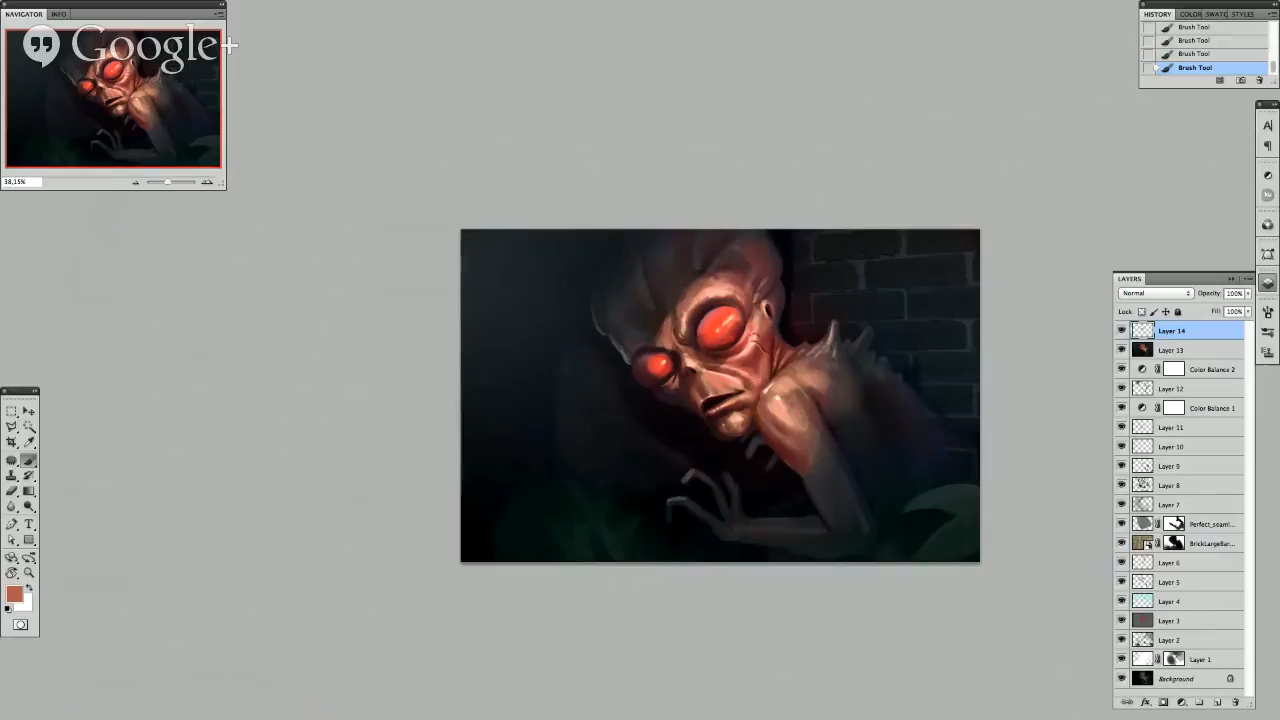 NAVIGATOR INFO
Google+
38,15%
HISTORY COLOR SWATC STYLES
Brush Tool
Brush Tool
Brush Tool
Brush Tool
A
ku
LAYERS
Normal Opacity: 100%
Lock: Fill: 100%
Layer 14
Layer 13
Color Balance 2
Layer 12
Color Balance 1
Layer 11
Layer 10
Layer 9
Layer 8
Layer 7
Perfect_seaml...
BrickLargeBar...
Layer 6
Layer 5
Layer 4
Layer 3
Layer 2
Layer 1
Background
fx
T